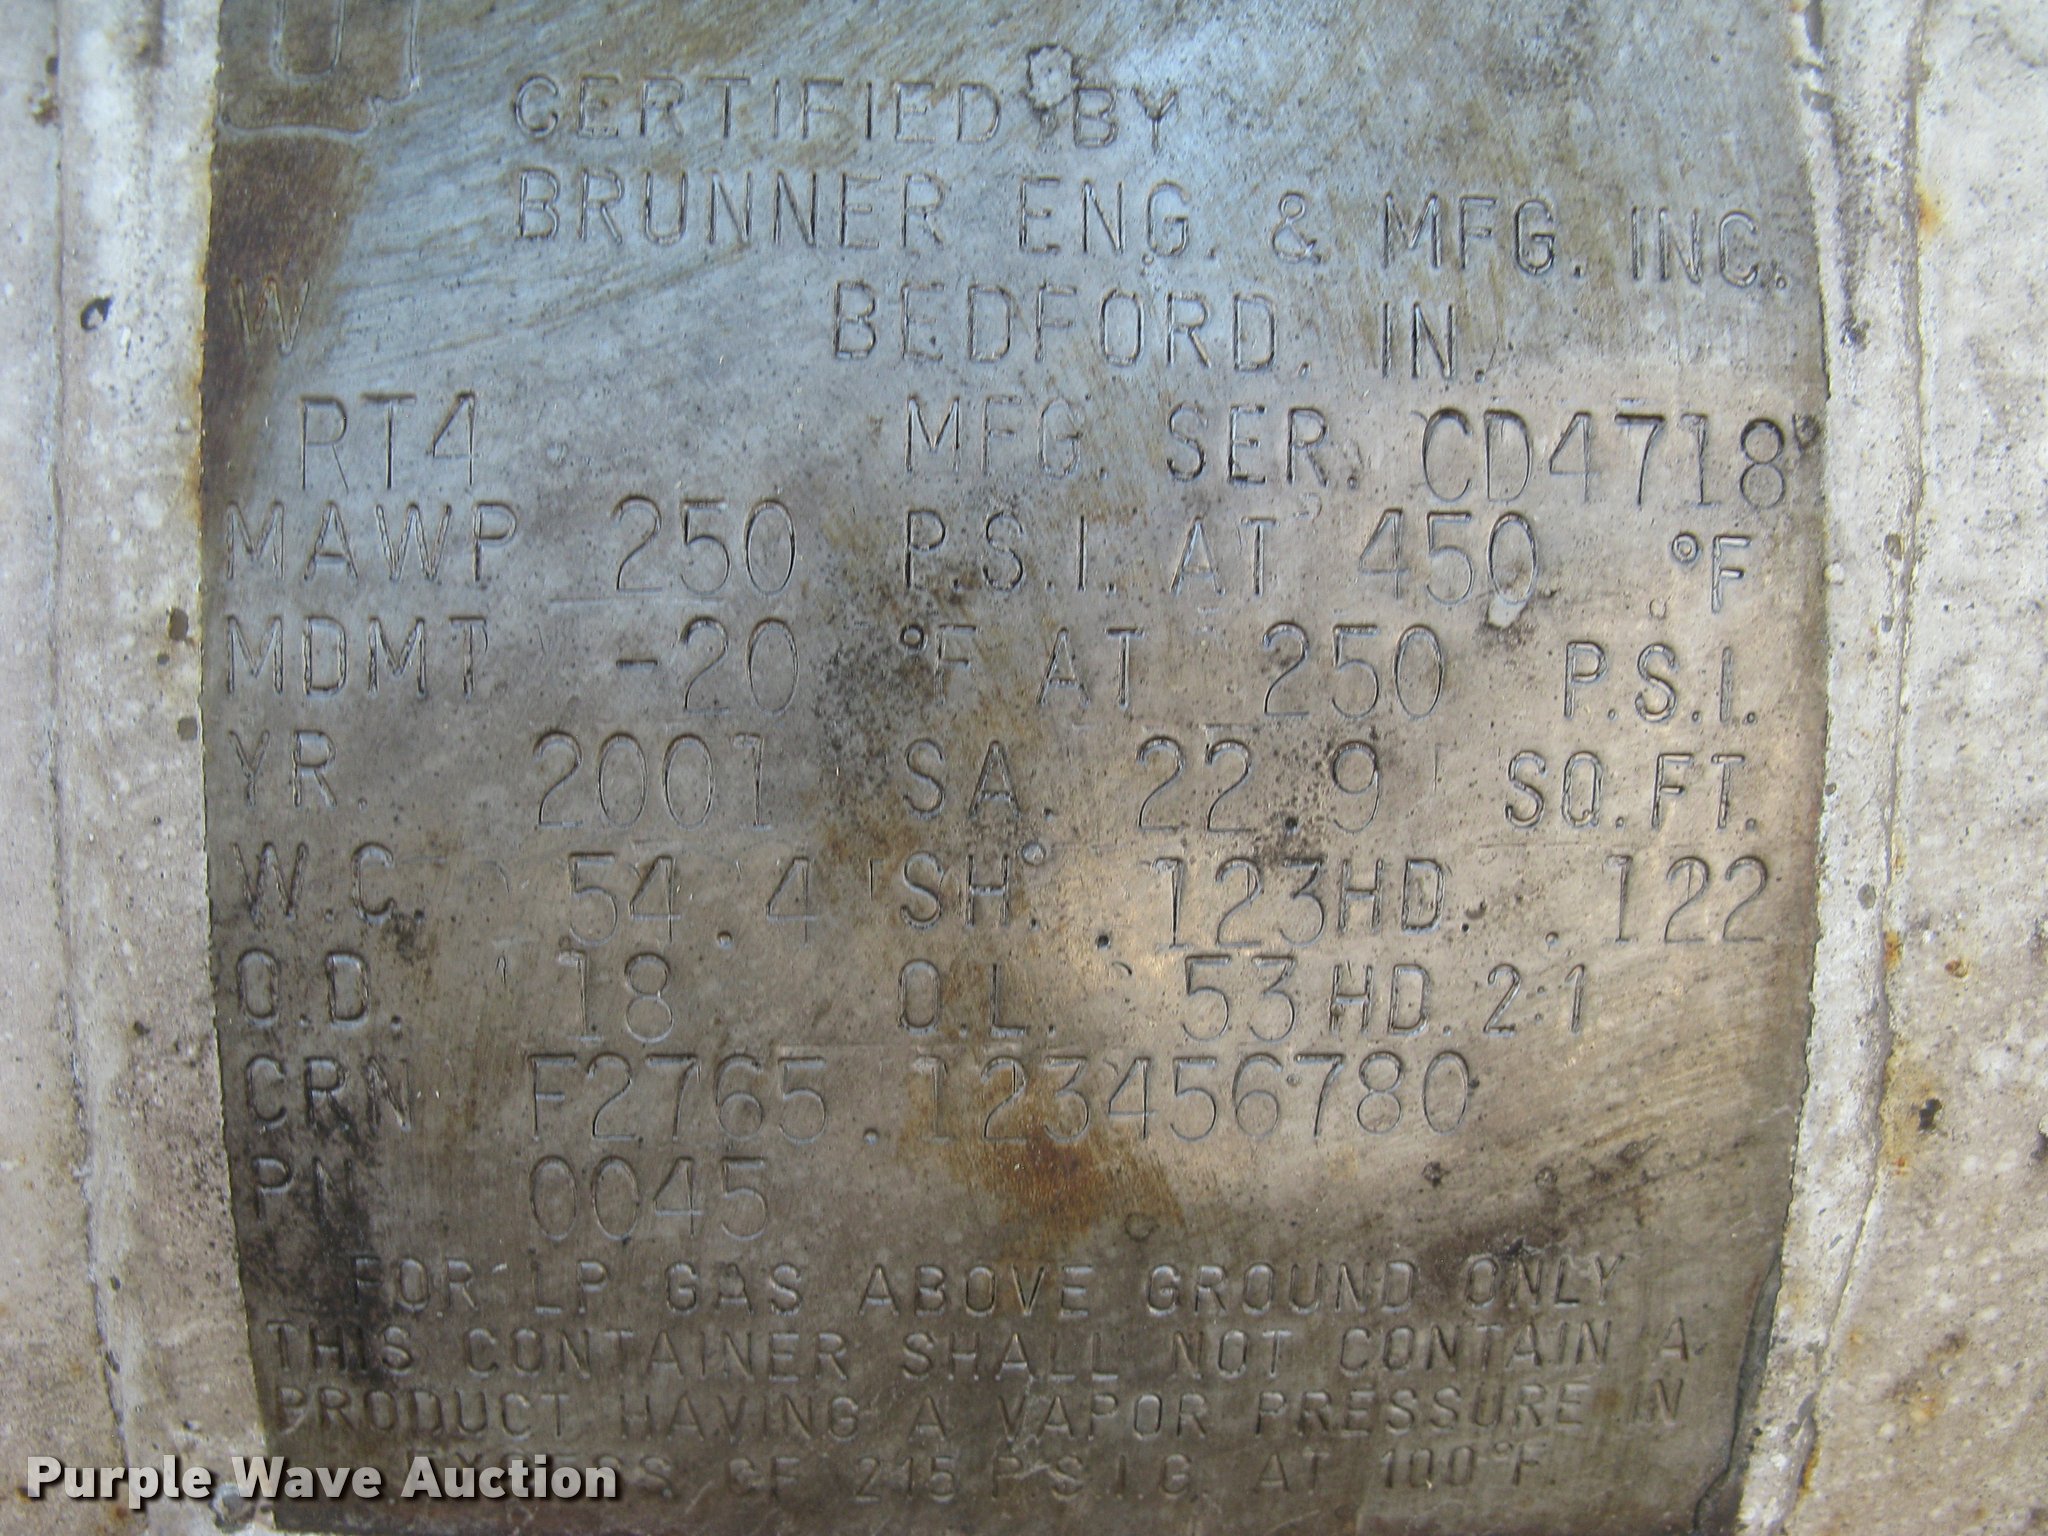 U
CERTIFIED BY
BRUNNER ENG. & MFG. INC.
W BEDFORD, IN.
RT4 MFG. SER. CD4718
MAWP 250 P.S.I. AT 450 °F
MDMT -20 °F AT 250 P.S.I.
YR. 2001 SA. 22.9 SQ.FT.
W.C. 54.4 SH. .123 HD. .122
O.D. 18 O.L. 53 HD. 2:1
CRN F2765.123456780
PN 0045
FOR LP GAS ABOVE GROUND ONLY
THIS CONTAINER SHALL NOT CONTAIN A
PRODUCT HAVING A VAPOR PRESSURE IN
EXCESS OF 215 P.S.I.G. AT 100°F.
Purple Wave Auction